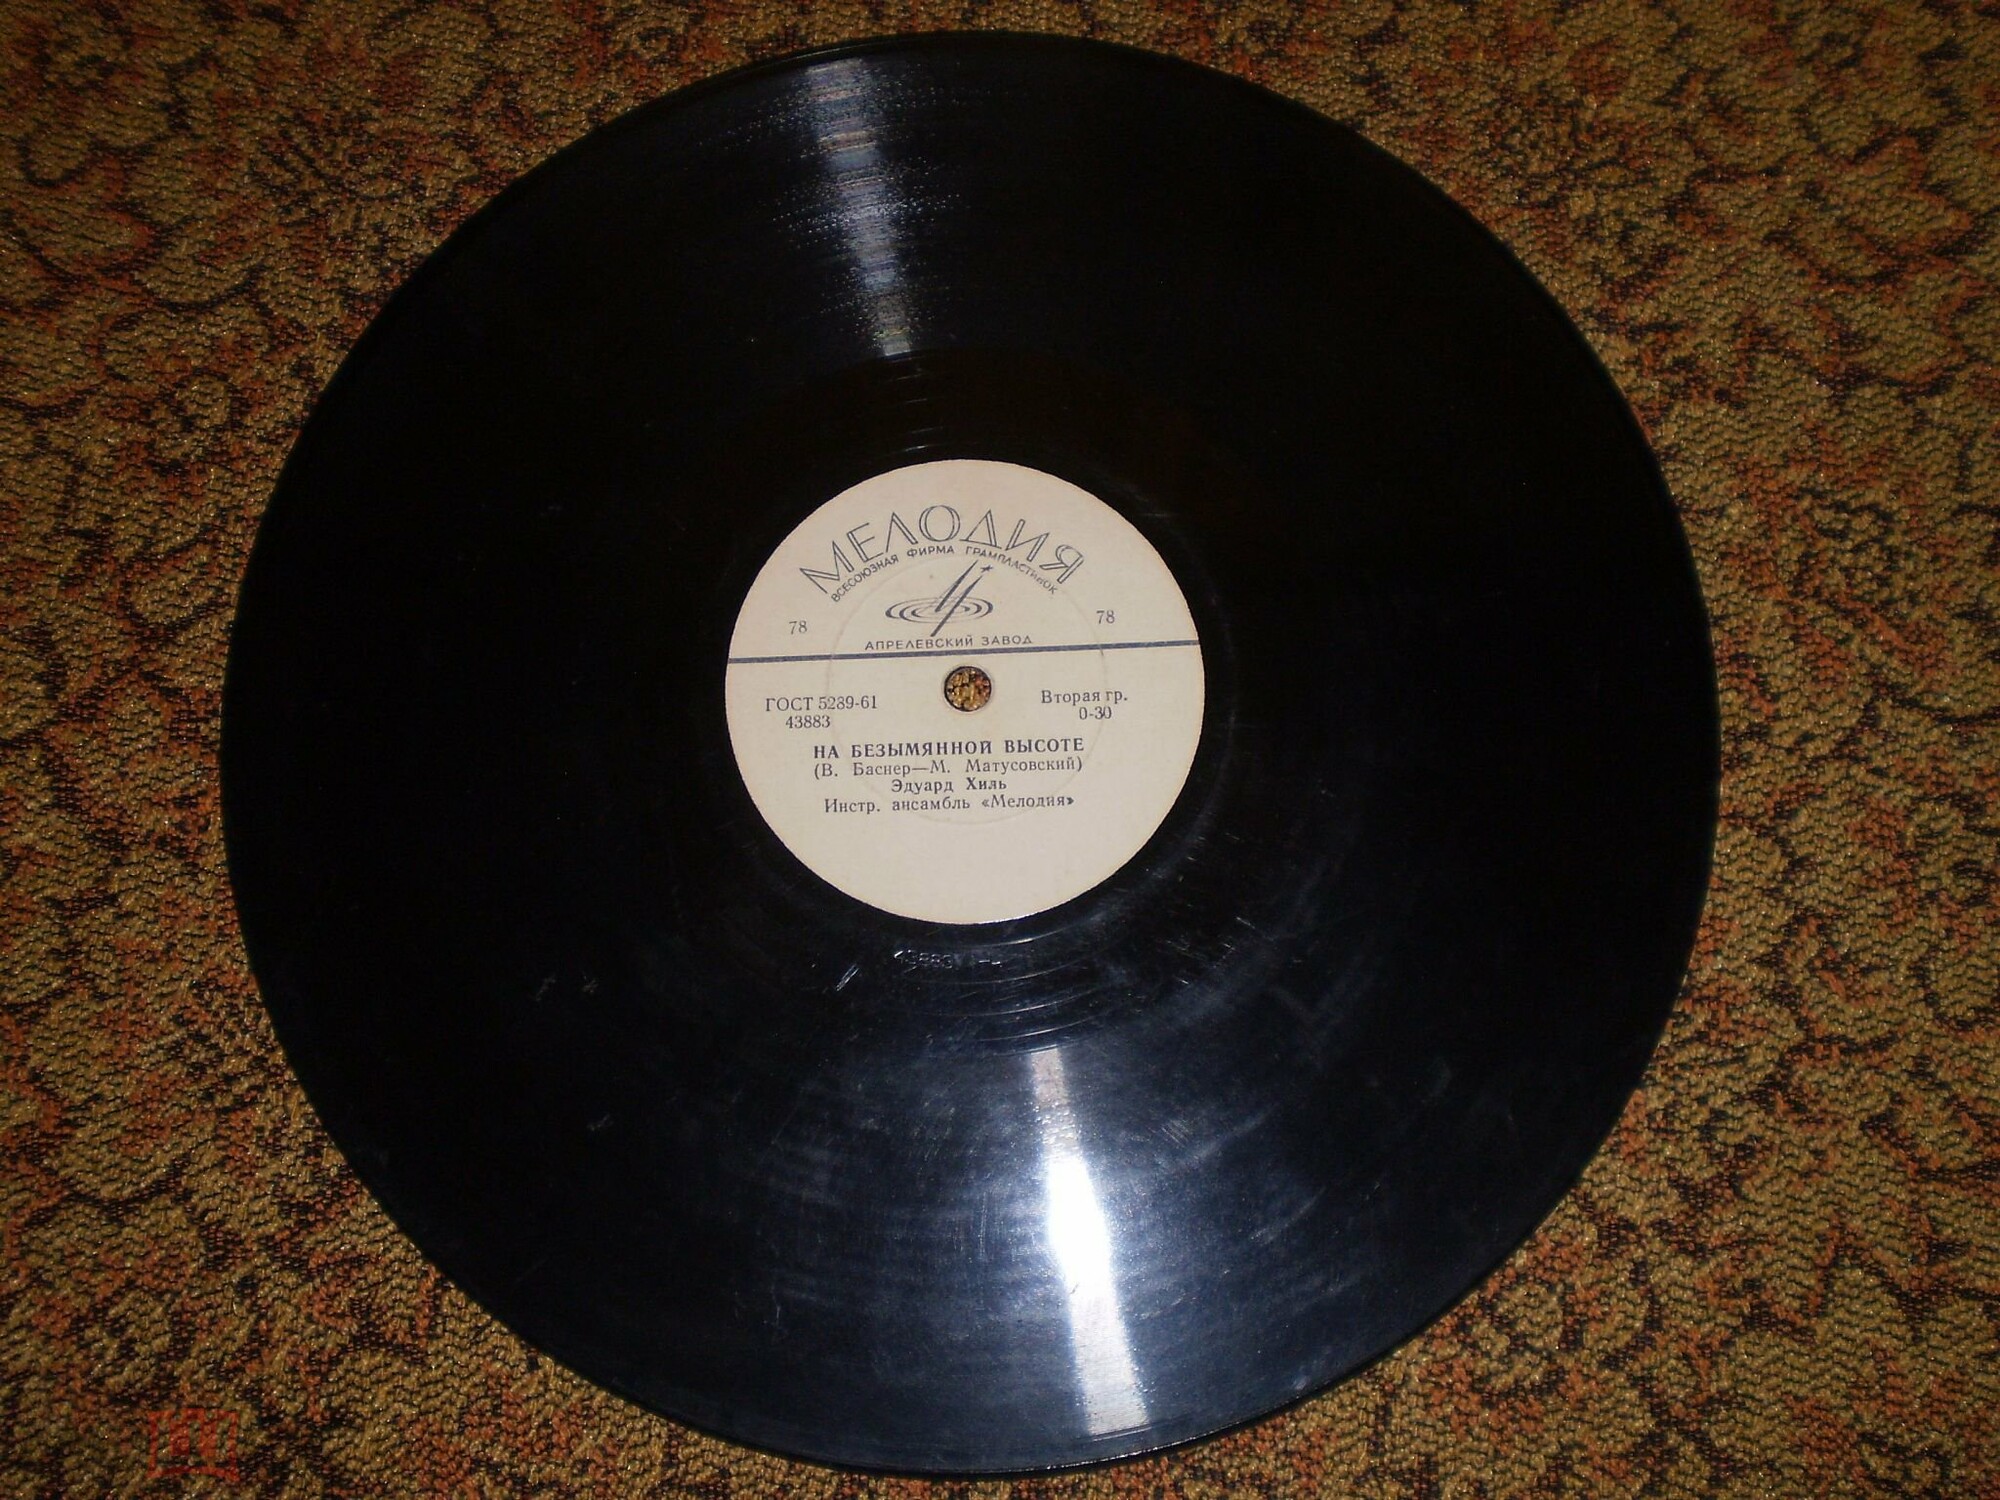 МЕЛОДИЯ
ВСЕСОЮЗНАЯ ФИРМА ГРАМПЛАСТИНОК
78 78
АПРЕЛЕВСКИЙ ЗАВОД
ГОСТ 5289-61 Вторая гр.
43883 0-30
НА БЕЗЫМЯННОЙ ВЫСОТЕ
(В. Баснер—М. Матусовский)
Эдуард Хиль
Инстр. ансамбль «Мелодия»